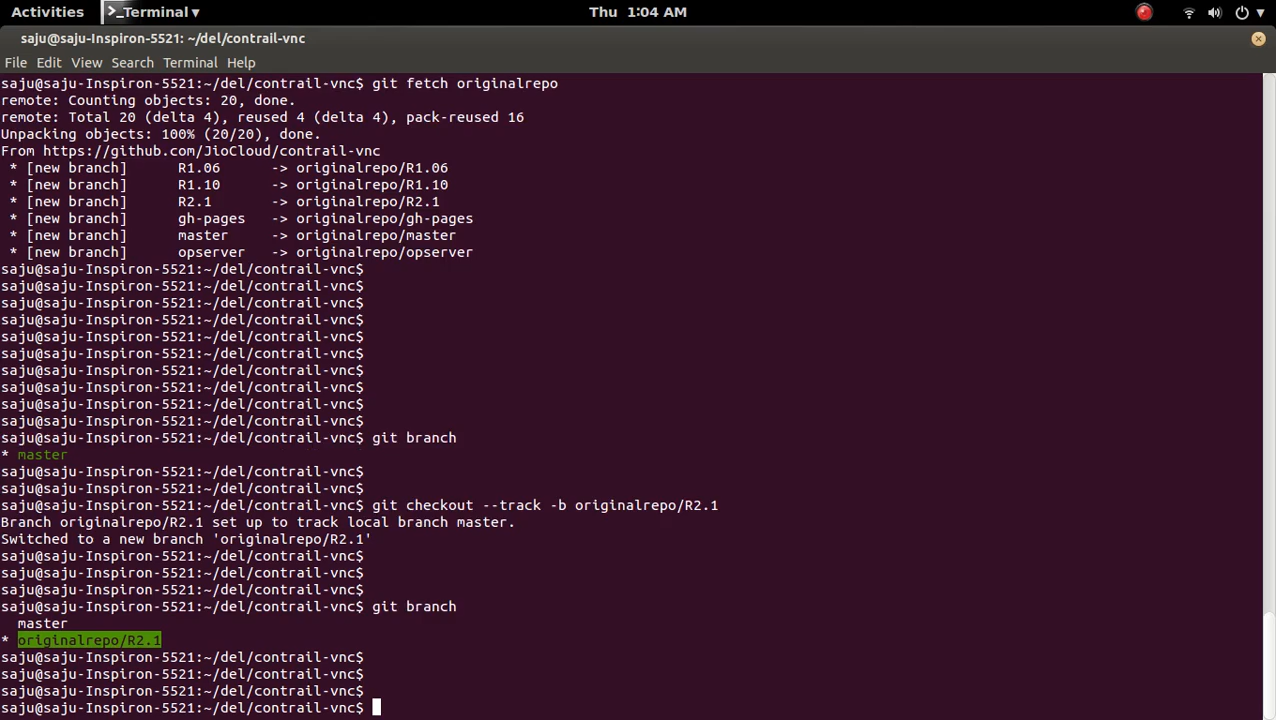 Activities Terminal ▾ Thu 1:04 AM
saju@saju-Inspiron-5521: ~/del/contrail-vnc
File Edit View Search Terminal Help
saju@saju-Inspiron-5521:~/del/contrail-vnc$ git fetch originalrepo
remote: Counting objects: 20, done.
remote: Total 20 (delta 4), reused 4 (delta 4), pack-reused 16
Unpacking objects: 100% (20/20), done.
From https://github.com/JioCloud/contrail-vnc
 * [new branch]      R1.06      -> originalrepo/R1.06
 * [new branch]      R1.10      -> originalrepo/R1.10
 * [new branch]      R2.1       -> originalrepo/R2.1
 * [new branch]      gh-pages   -> originalrepo/gh-pages
 * [new branch]      master     -> originalrepo/master
 * [new branch]      opserver   -> originalrepo/opserver
saju@saju-Inspiron-5521:~/del/contrail-vnc$
saju@saju-Inspiron-5521:~/del/contrail-vnc$
saju@saju-Inspiron-5521:~/del/contrail-vnc$
saju@saju-Inspiron-5521:~/del/contrail-vnc$
saju@saju-Inspiron-5521:~/del/contrail-vnc$
saju@saju-Inspiron-5521:~/del/contrail-vnc$
saju@saju-Inspiron-5521:~/del/contrail-vnc$
saju@saju-Inspiron-5521:~/del/contrail-vnc$
saju@saju-Inspiron-5521:~/del/contrail-vnc$
saju@saju-Inspiron-5521:~/del/contrail-vnc$
saju@saju-Inspiron-5521:~/del/contrail-vnc$ git branch
* master
saju@saju-Inspiron-5521:~/del/contrail-vnc$
saju@saju-Inspiron-5521:~/del/contrail-vnc$
saju@saju-Inspiron-5521:~/del/contrail-vnc$ git checkout --track -b originalrepo/R2.1
Branch originalrepo/R2.1 set up to track local branch master.
Switched to a new branch 'originalrepo/R2.1'
saju@saju-Inspiron-5521:~/del/contrail-vnc$
saju@saju-Inspiron-5521:~/del/contrail-vnc$
saju@saju-Inspiron-5521:~/del/contrail-vnc$
saju@saju-Inspiron-5521:~/del/contrail-vnc$ git branch
  master
* originalrepo/R2.1
saju@saju-Inspiron-5521:~/del/contrail-vnc$
saju@saju-Inspiron-5521:~/del/contrail-vnc$
saju@saju-Inspiron-5521:~/del/contrail-vnc$
saju@saju-Inspiron-5521:~/del/contrail-vnc$